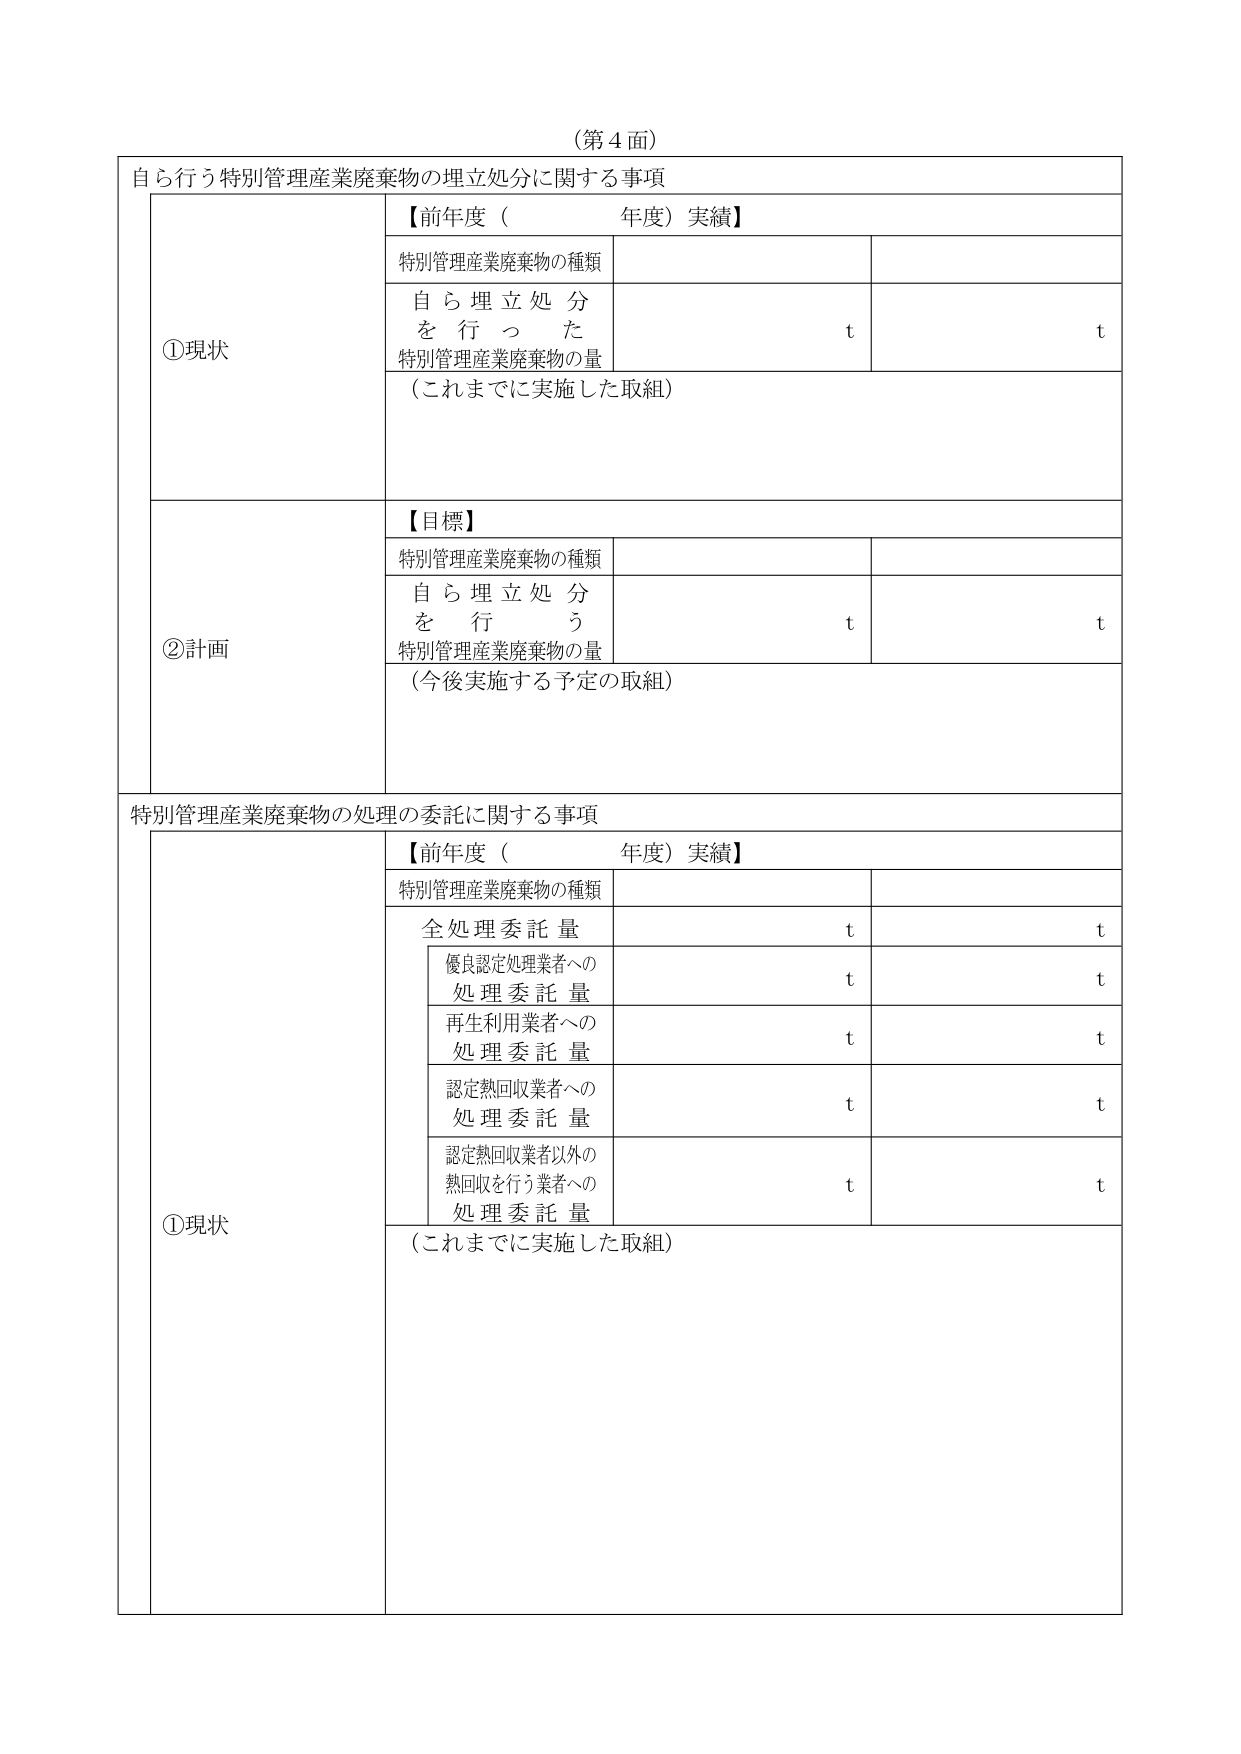 （第４面）
自ら行う特別管理産業廃棄物の埋立処分に関する事項
【前年度（　　　　　年度）実績】
特別管理産業廃棄物の種類
自ら埋立処分
を行った
特別管理産業廃棄物の量
t
t
①現状
（これまでに実施した取組）
【目標】
特別管理産業廃棄物の種類
自ら埋立処分
を行う
特別管理産業廃棄物の量
t
t
②計画
（今後実施する予定の取組）
特別管理産業廃棄物の処理の委託に関する事項
【前年度（　　　　　年度）実績】
特別管理産業廃棄物の種類
全処理委託量
t
t
優良認定処理業者への
処理委託量
t
t
再生利用業者への
処理委託量
t
t
認定熱回収業者への
処理委託量
t
t
認定熱回収業者以外の
熱回収を行う業者への
処理委託量
t
t
①現状
（これまでに実施した取組）